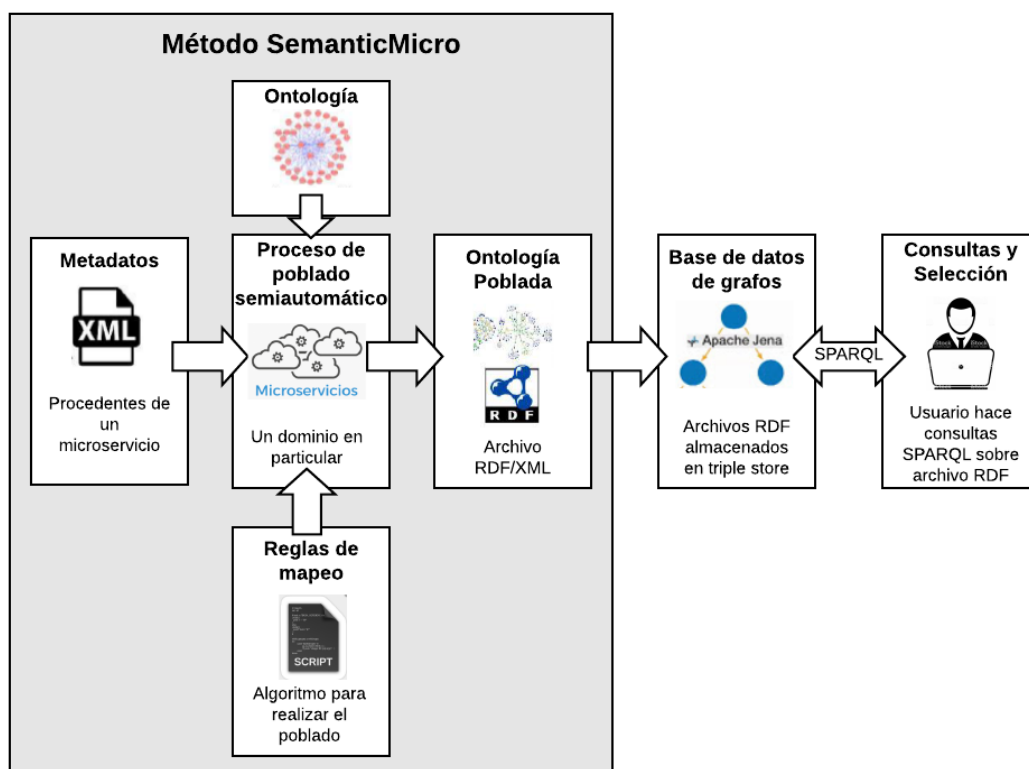 Método SemanticMicro
Ontología
Metadatos
XML
Procedentes de
un
microservicio
Proceso de
poblado
semiautomático
Microservicios
Un dominio en
particular
Reglas de
mapeo
SCRIPT
Algoritmo para
realizar el
poblado
Ontología
Poblada
RDF
Archivo
RDF/XML
Base de datos
de grafos
Apache Jena
Archivos RDF
almacenados
en triple store
SPARQL
Consultas y
Selección
iStock iStock
Usuario hace
consultas
SPARQL sobre
archivo RDF